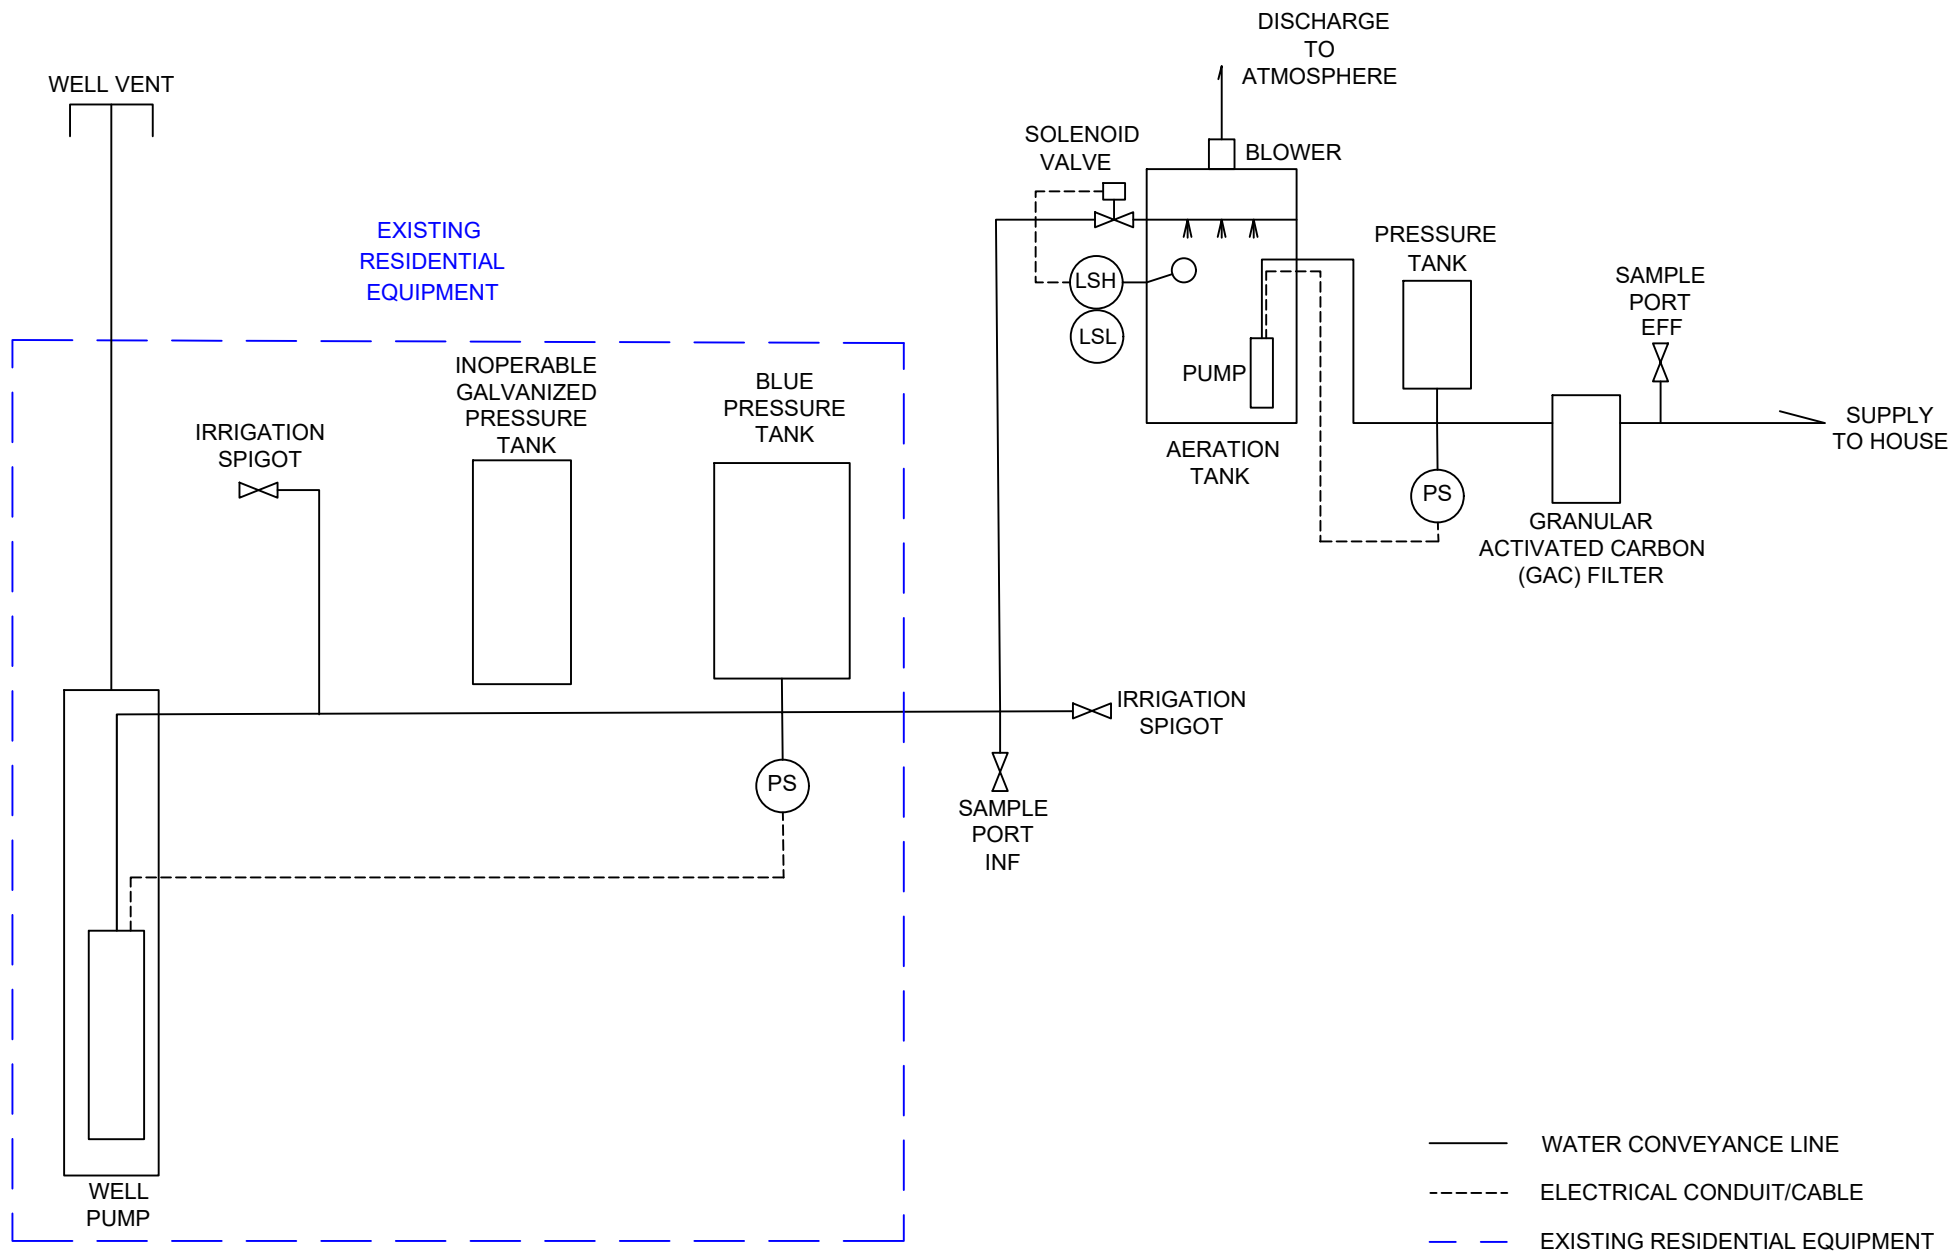 DISCHARGE
TO
ATMOSPHERE
WELL VENT
SOLENOID
VALVE
BLOWER
EXISTING
RESIDENTIAL
EQUIPMENT
PRESSURE
TANK
SAMPLE
PORT
EFF
LSH
LSL
PUMP
AERATION
TANK
SUPPLY
TO HOUSE
PS
GRANULAR
ACTIVATED CARBON
(GAC) FILTER
INOPERABLE
GALVANIZED
PRESSURE
TANK
BLUE
PRESSURE
TANK
IRRIGATION
SPIGOT
IRRIGATION
SPIGOT
PS
SAMPLE
PORT
INF
WELL
PUMP
WATER CONVEYANCE LINE
ELECTRICAL CONDUIT/CABLE
EXISTING RESIDENTIAL EQUIPMENT